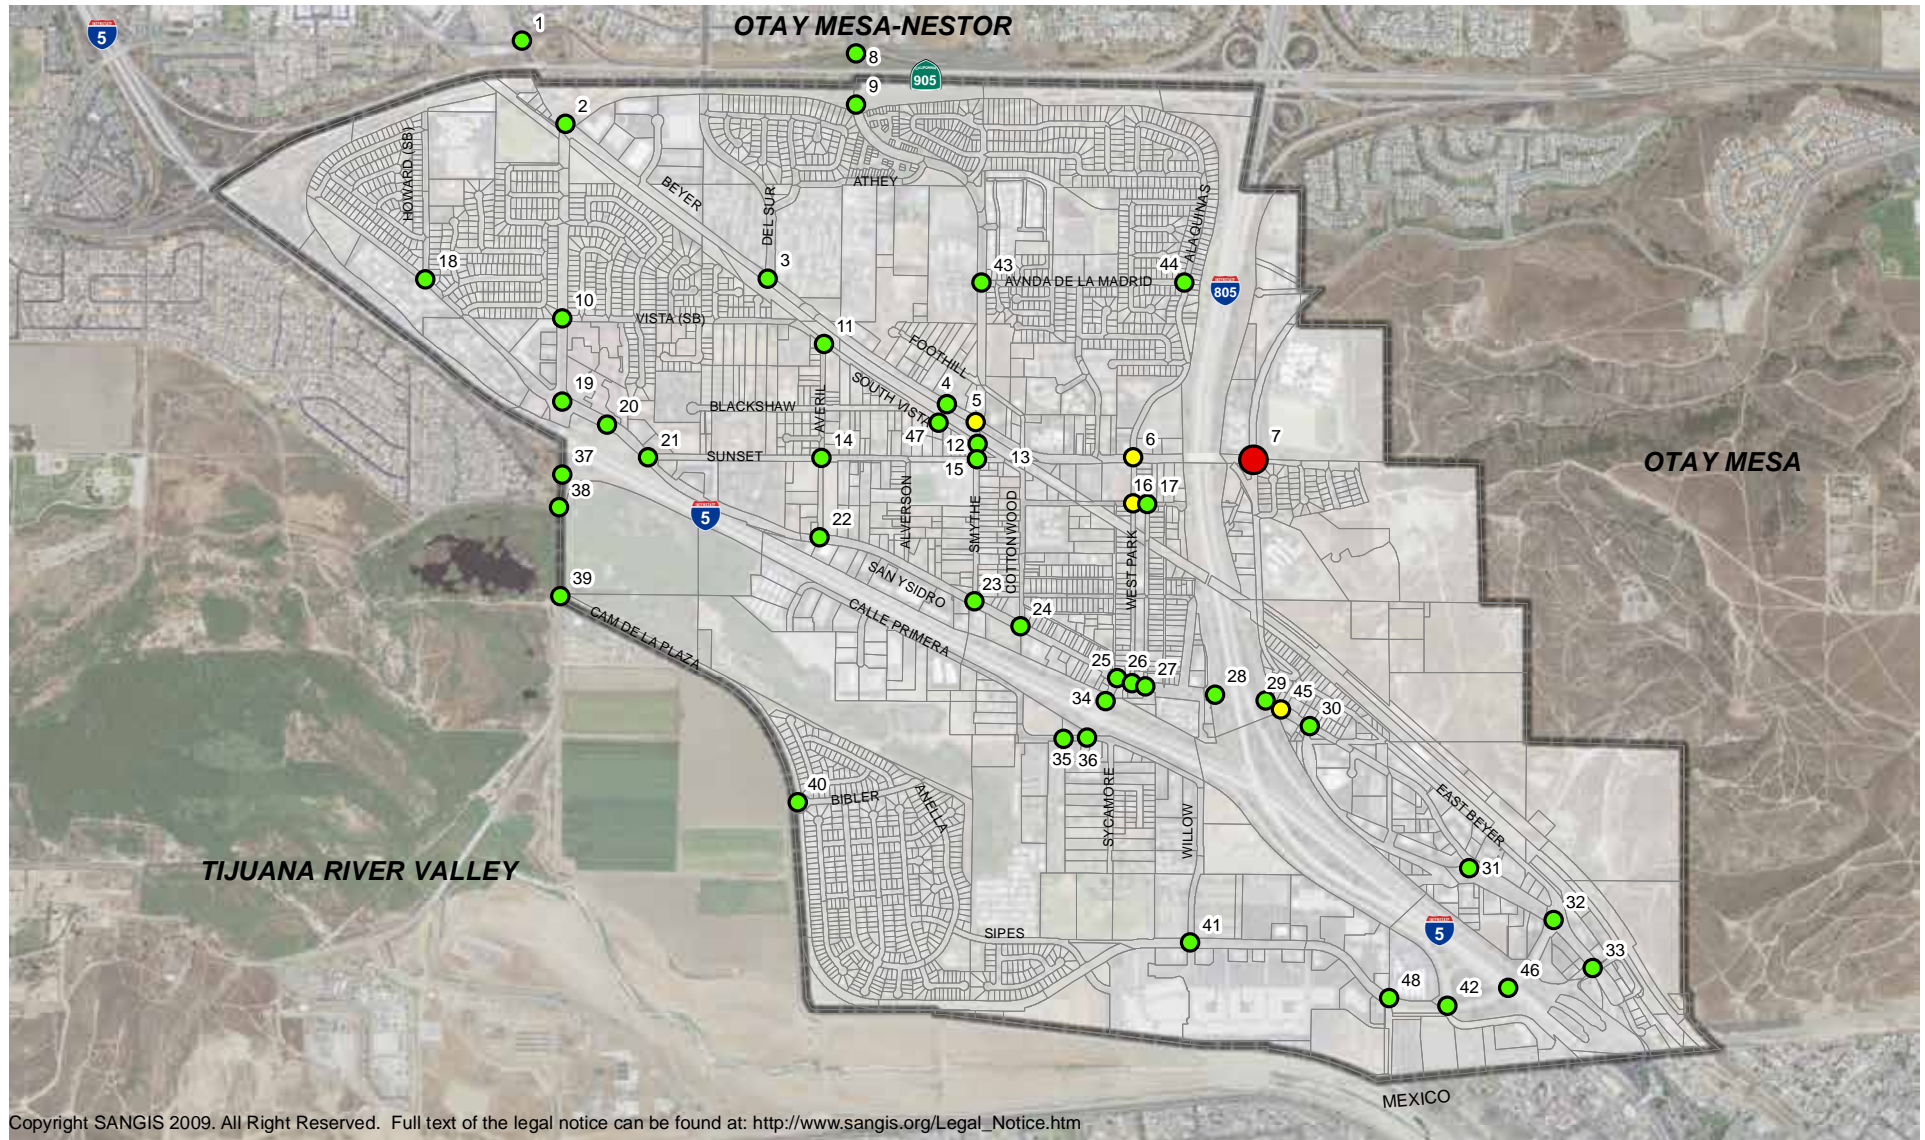 1
OTAY MESA-NESTOR
INTERSTATE
5
8
CALIFORNIA
905
9
2
HOWARD (SB)
BEYER
ATHEY
DEL SUR
ALAQUINAS
18
3
43
AVNDA DE LA MADRID
44
INTERSTATE
805
10
VISTA (SB)
11
FOOTHILL
SOUTH VISTA
4
5
19
20
BLACKSHAW
AVERIL
47
12
6
7
21
SUNSET
14
15
13
OTAY MESA
37
38
INTERSTATE
5
16
17
ALVERSON
SMYTHE
COTTONWOOD
22
WEST PARK
SAN YSIDRO
39
23
CAM DE LA PLAZA
CALLE PRIMERA
24
25
26
27
28
29
45
34
30
35
36
40
BIBLER
ANELLA
SYCAMORE
WILLOW
EAST BEYER
TIJUANA RIVER VALLEY
31
32
SIPES
41
INTERSTATE
5
33
46
48
42
MEXICO
Copyright SANGIS 2009. All Right Reserved. Full text of the legal notice can be found at: http://www.sangis.org/Legal_Notice.htm